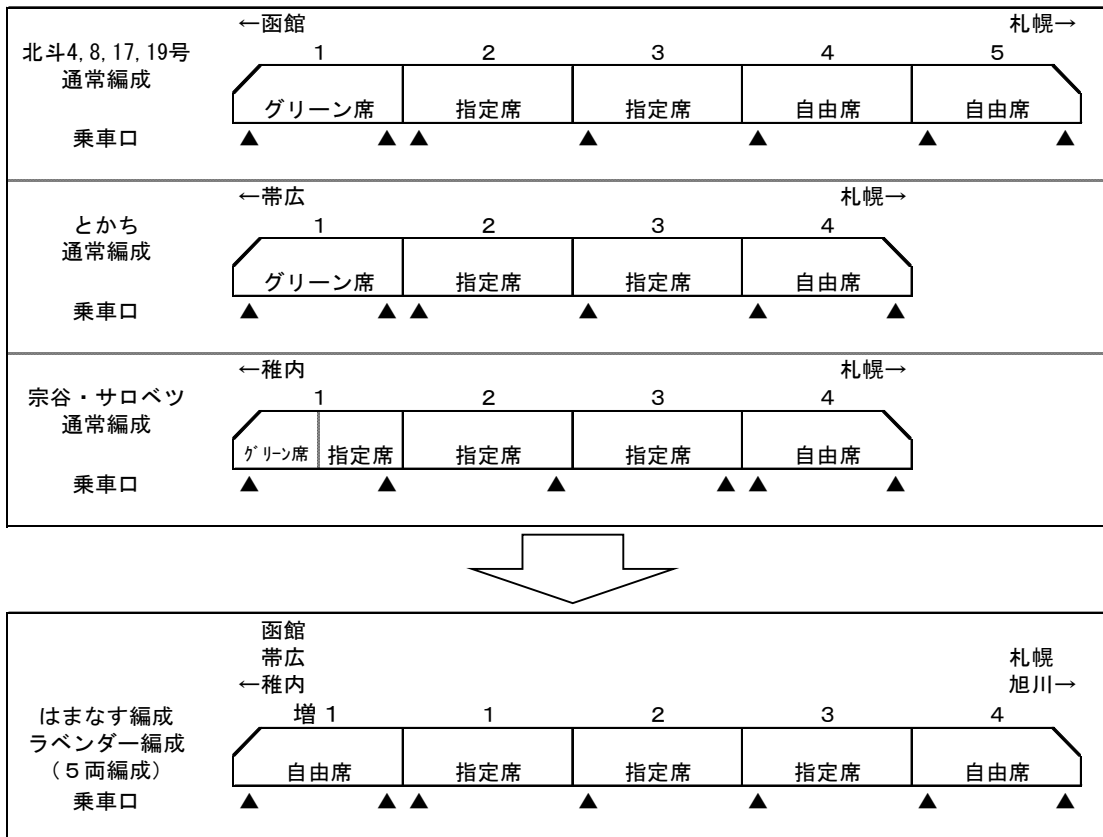 ←函館 札幌→
北斗4,8,17,19号 1 2 3 4 5
通常編成
グリーン席 指定席 指定席 自由席 自由席
乗車口 ▲ ▲ ▲ ▲ ▲ ▲ ▲
←帯広 札幌→
とかち 1 2 3 4
通常編成
グリーン席 指定席 指定席 自由席
乗車口 ▲ ▲ ▲ ▲ ▲ ▲
←稚内 札幌→
宗谷・サロベツ 1 2 3 4
通常編成
グリーン席 指定席 指定席 指定席 自由席
乗車口 ▲ ▲ ▲ ▲ ▲ ▲
函館
帯広 札幌
←稚内 旭川→
はまなす編成 増1 1 2 3 4
ラベンダー編成
(5両編成) 自由席 指定席 指定席 指定席 自由席
乗車口 ▲ ▲ ▲ ▲ ▲ ▲ ▲